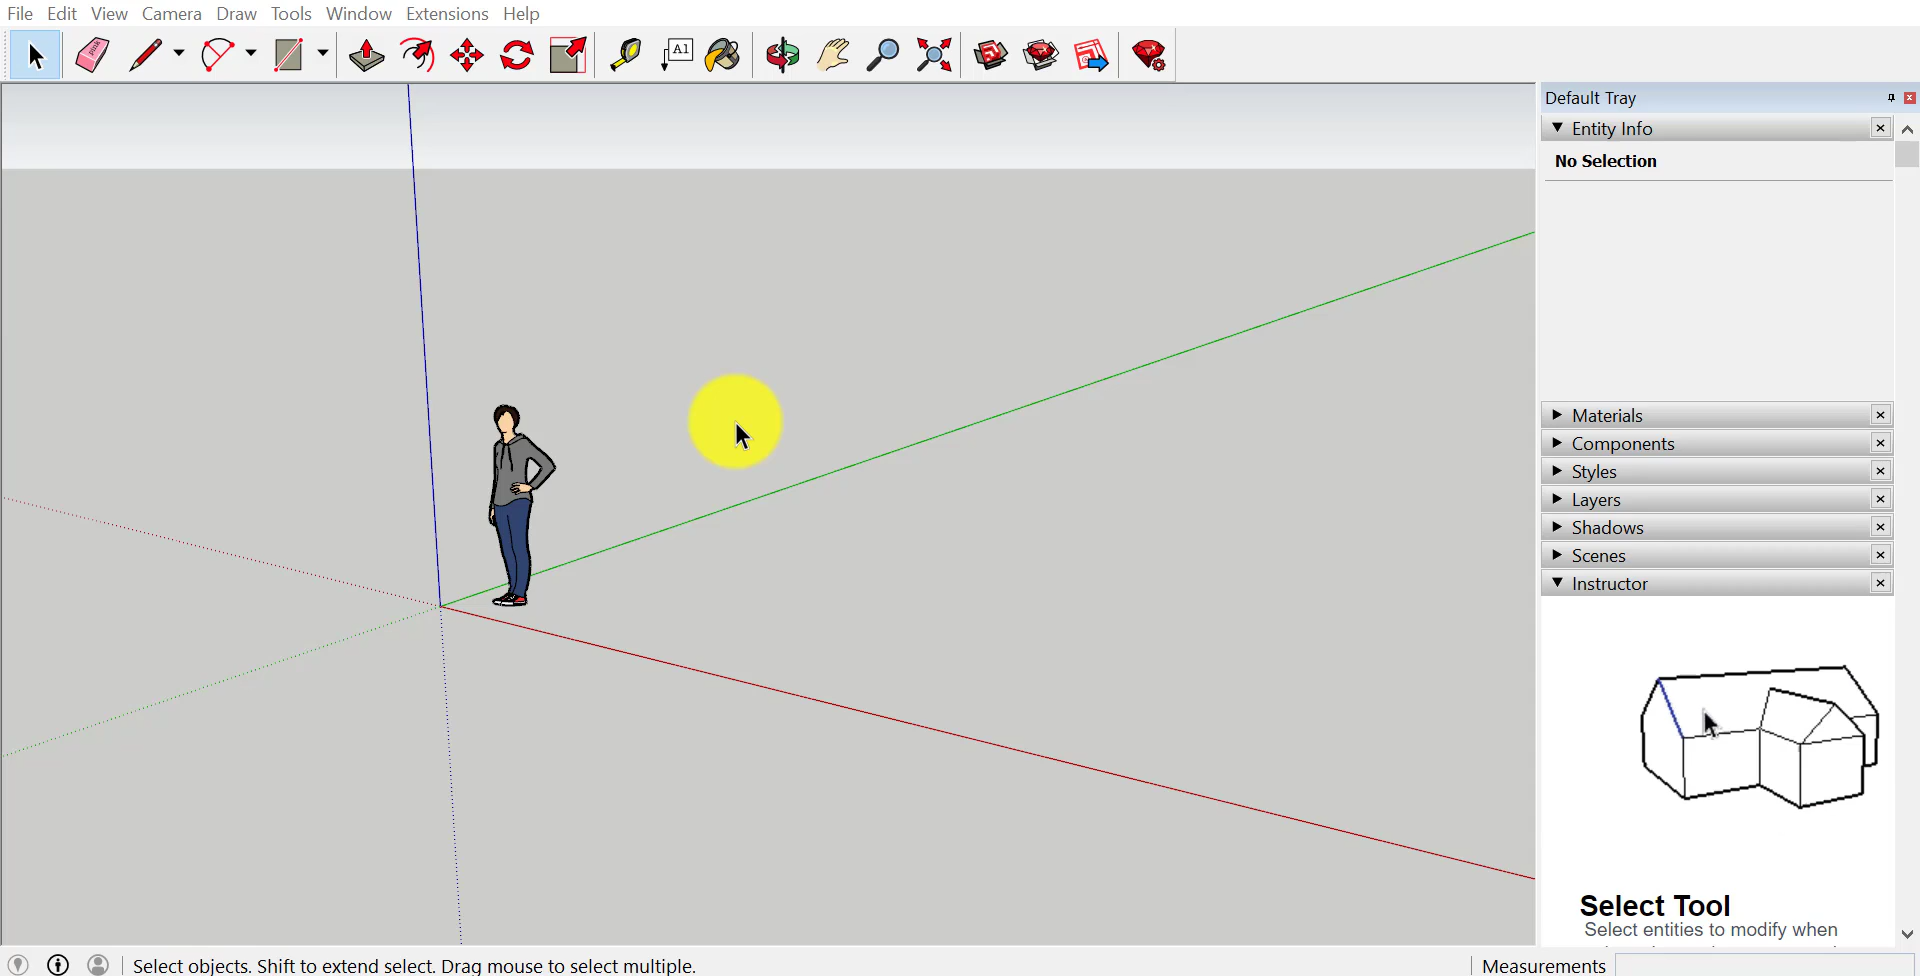 File Edit View Camera Draw Tools Window Extensions Help
A1
Default Tray
Entity Info
No Selection
Materials
Components
Styles
Layers
Shadows
Scenes
Instructor
Select Tool
Select entities to modify when
Select objects. Shift to extend select. Drag mouse to select multiple.
Measurements